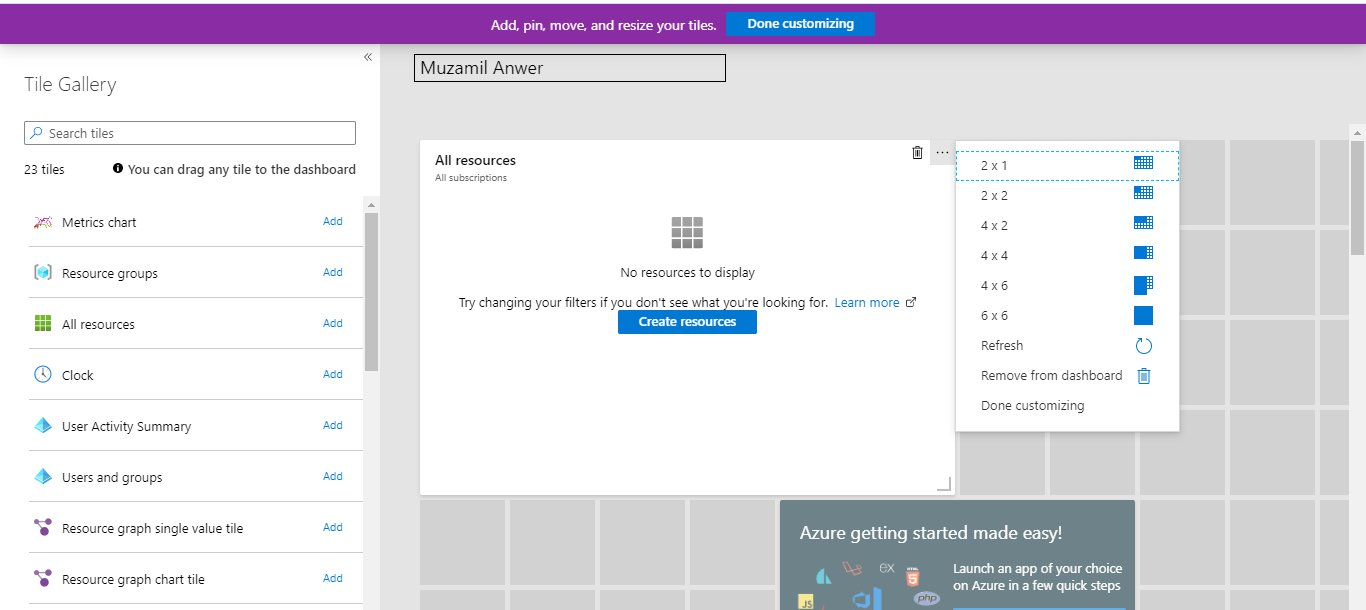 Add, pin, move, and resize your tiles. Done customizing
«
Tile Gallery
Search tiles
23 tiles
You can drag any tile to the dashboard
Metrics chart Add
Resource groups Add
All resources Add
Clock Add
User Activity Summary Add
Users and groups Add
Resource graph single value tile Add
Resource graph chart tile Add
Muzamil Anwer
All resources
All subscriptions
No resources to display
Try changing your filters if you don't see what you're looking for. Learn more
Create resources
...
2 x 1
2 x 2
4 x 2
4 x 4
4 x 6
6 x 6
Refresh
Remove from dashboard
Done customizing
Azure getting started made easy!
Launch an app of your choice
on Azure in a few quick steps
ex
5
JS
php